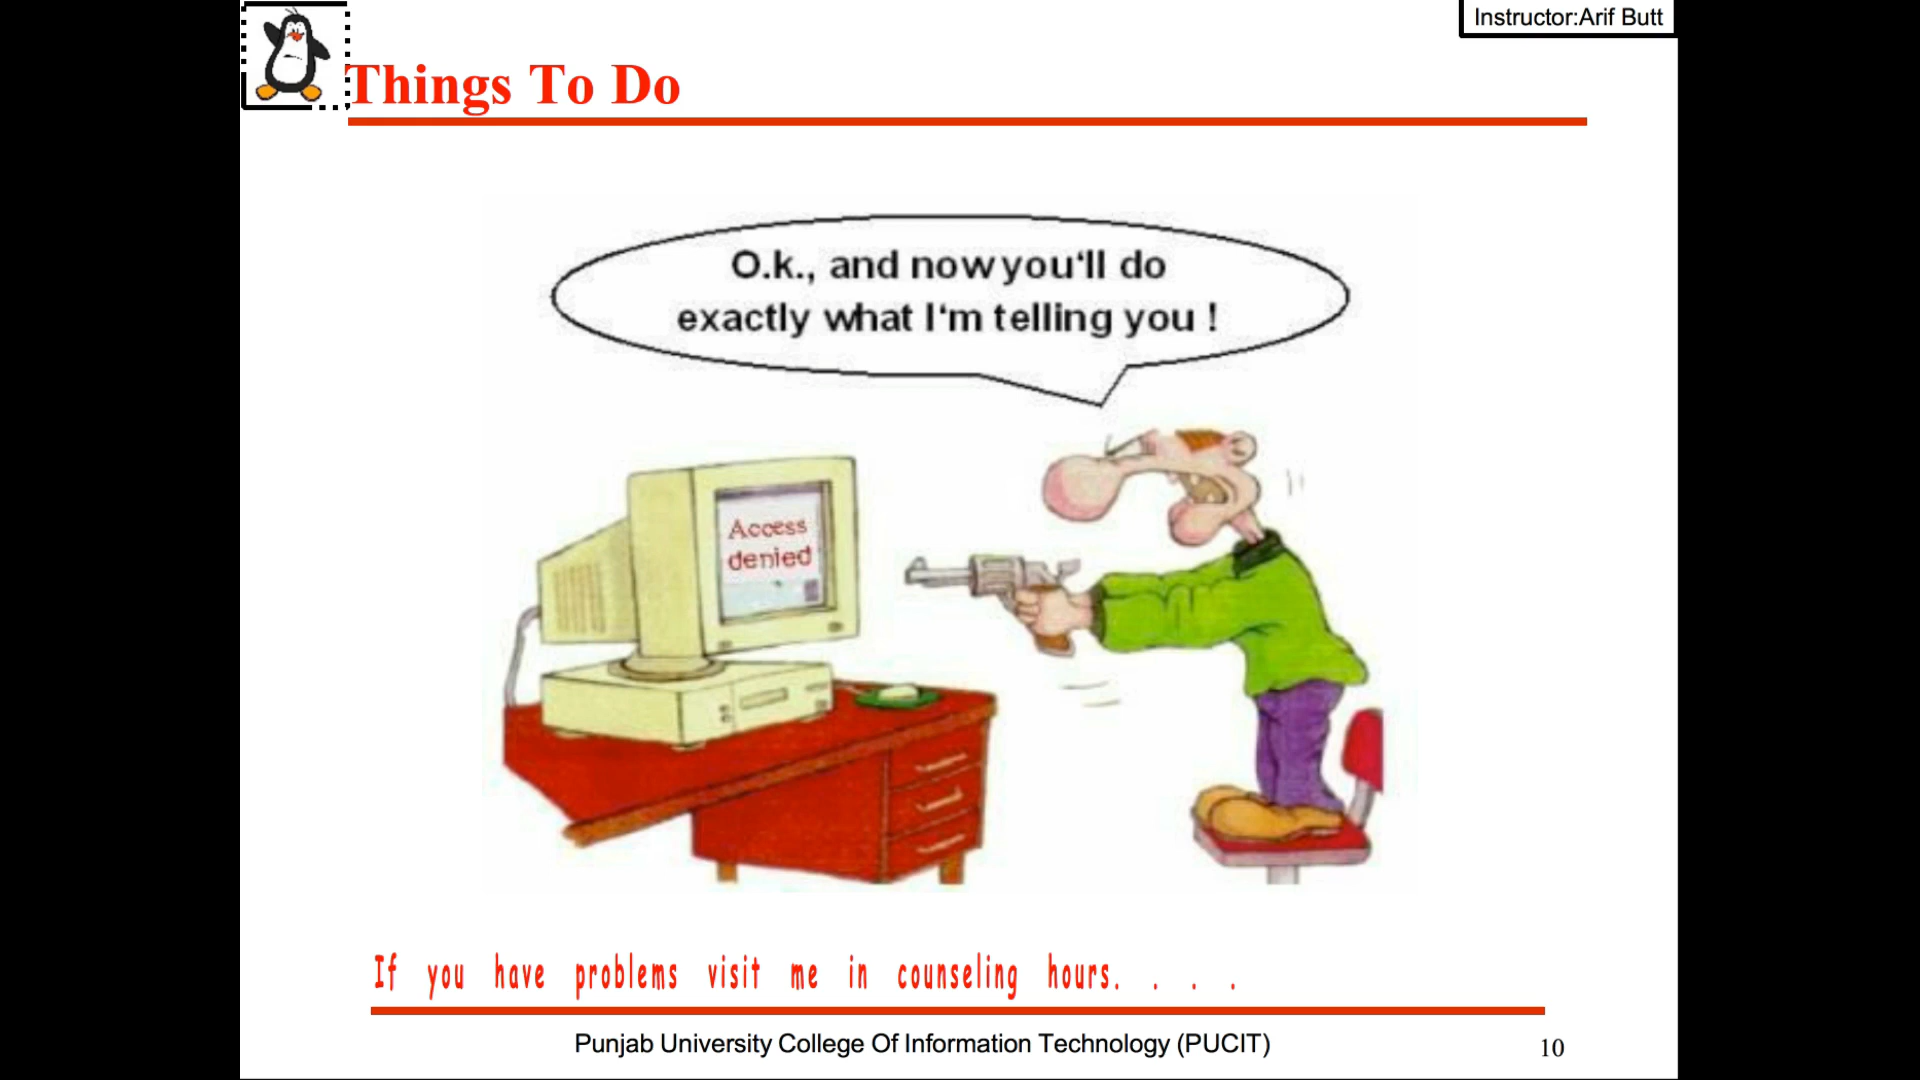 Instructor:Arif Butt
Things To Do
O.k., and now you‘ll do
exactly what I‘m telling you !
Access
denied
If you have problems visit me in counseling hours. . . .
Punjab University College Of Information Technology (PUCIT)
10